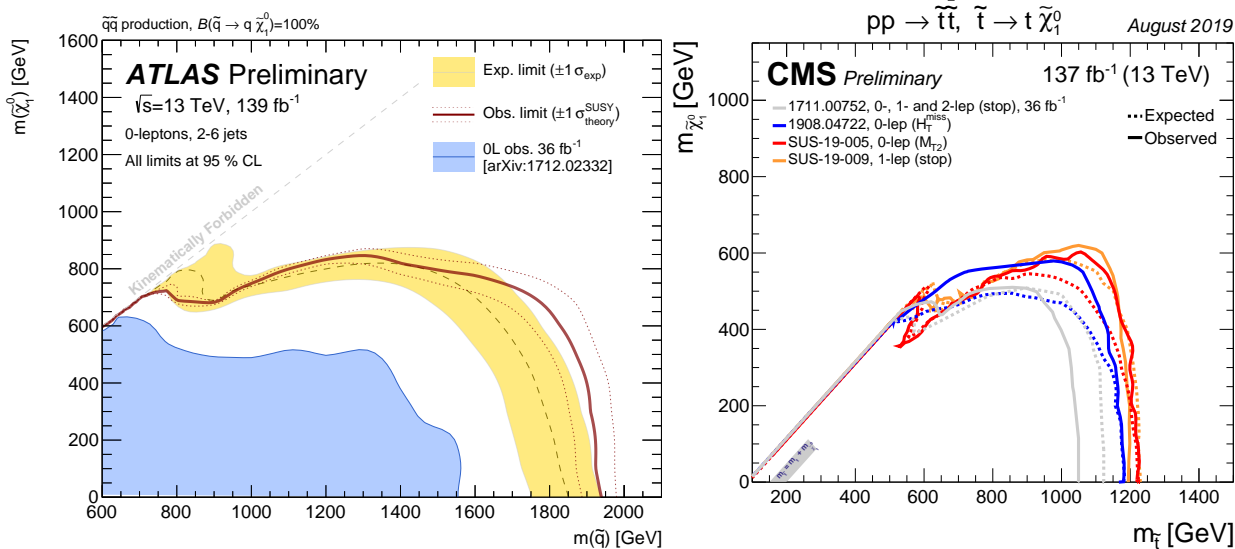 q̃q̃ production, B(q̃ → q χ̃₁⁰)=100%
m(χ̃₁⁰) [GeV]
1600
1400
1200
1000
800
600
400
200
0
ATLAS Preliminary
√s=13 TeV, 139 fb⁻¹
0-leptons, 2-6 jets
All limits at 95 % CL
Exp. limit (±1 σexp)
Obs. limit (±1 σ SUSY theory)
0L obs. 36 fb⁻¹
[arXiv:1712.02332]
Kinematically Forbidden
600 800 1000 1200 1400 1600 1800 2000
m(q̃) [GeV]
pp → t̃t̃, t̃ → t χ̃₁⁰ August 2019
m χ̃₁⁰ [GeV]
1000
800
600
400
200
0
CMS Preliminary 137 fb⁻¹ (13 TeV)
1711.00752, 0-, 1- and 2-lep (stop), 36 fb⁻¹
1908.04722, 0-lep (H_T^miss)
SUS-19-005, 0-lep (M_T2)
SUS-19-009, 1-lep (stop)
Expected
Observed
200 400 600 800 1000 1200 1400
m t̃ [GeV]